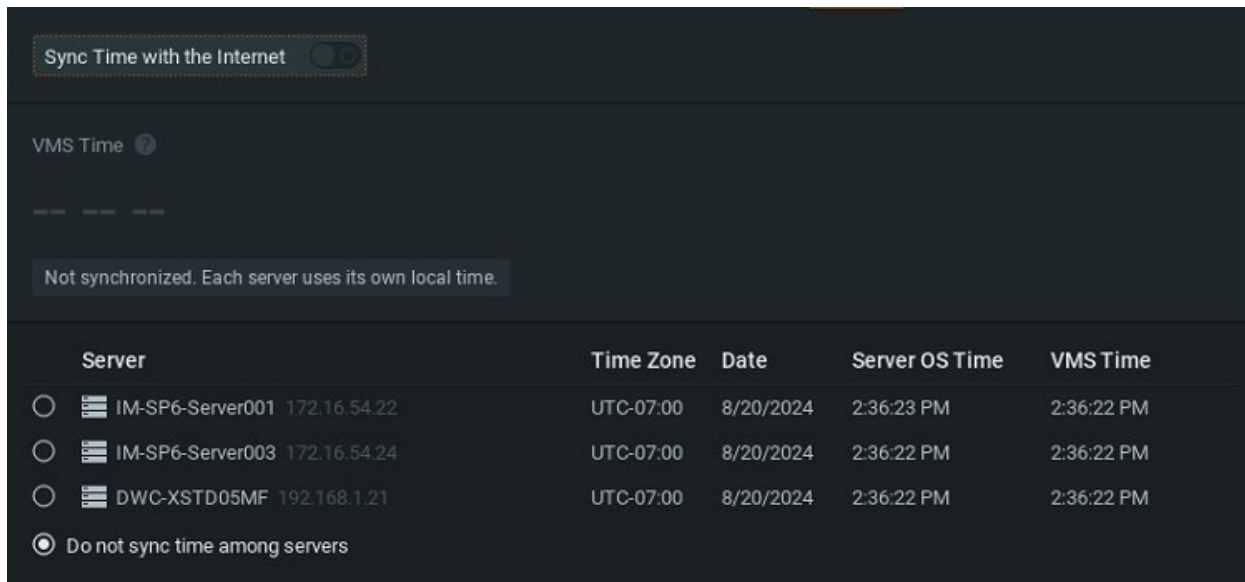 Sync Time with the Internet
VMS Time ?
-- -- --
Not synchronized. Each server uses its own local time.
Server Time Zone Date Server OS Time VMS Time
IM-SP6-Server001 172.16.54.22 UTC-07:00 8/20/2024 2:36:23 PM 2:36:22 PM
IM-SP6-Server003 172.16.54.24 UTC-07:00 8/20/2024 2:36:22 PM 2:36:22 PM
DWC-XSTD05MF 192.168.1.21 UTC-07:00 8/20/2024 2:36:22 PM 2:36:22 PM
Do not sync time among servers